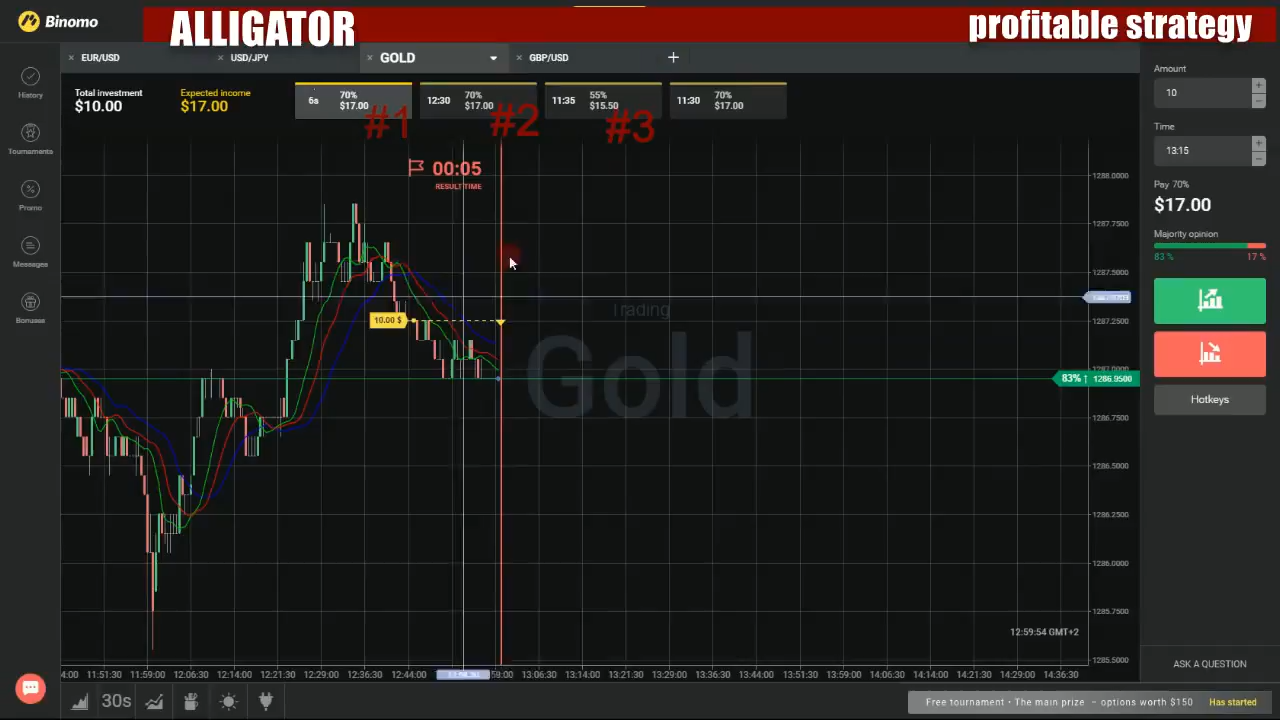 ALLIGATOR
profitable strategy
Binomo
EUR/USD
USD/JPY
GOLD
GBP/USD
Total investment
$10.00
Expected income
$17.00
6s
70%
$17.00
12:30
70%
$17.00
11:35
55%
$15.50
11:30
70%
$17.00
#1
#2
#3
00:05
RESULT TIME
History
Tournaments
Promo
Messages
Bonuses
10.00 $
Trading
Gold
1288.0000
1287.7500
1287.5000
1287.2500
1287.0000
83% ↑ 1286.9500
1286.7500
1286.5000
1286.2500
1286.0000
1285.7500
1285.5000
12:59:54 GMT+2
4:00 11:51:30 11:59:00 12:06:30 12:14:00 12:21:30 12:29:00 12:36:30 12:44:00 :59:00 13:06:30 13:14:00 13:21:30 13:29:00 13:36:30 13:44:00 13:51:30 13:59:00 14:06:30 14:14:00 14:21:30 14:29:00 14:36:30
30s
Amount
10
Time
13:15
Pay 70%
$17.00
Majority opinion
83 % 17 %
Hotkeys
ASK A QUESTION
Free tournament • The main prize – options worth $150 Has started